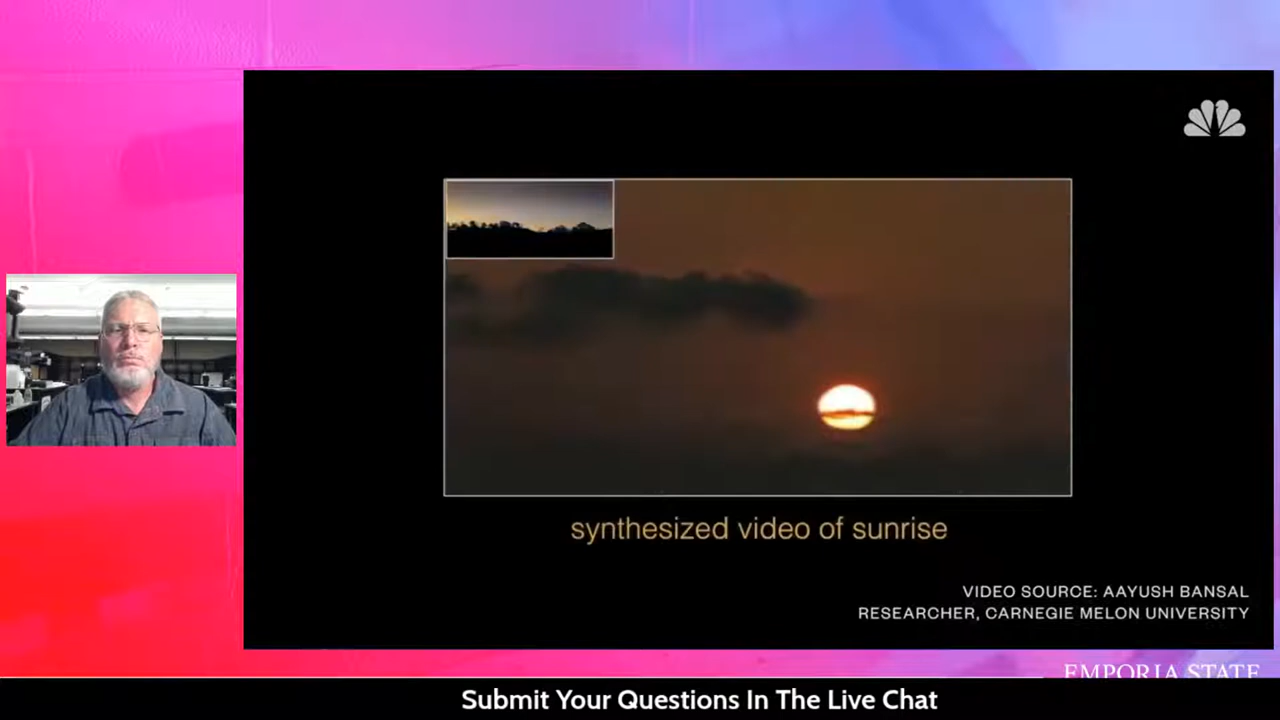 synthesized video of sunrise
VIDEO SOURCE: AAYUSH BANSAL
RESEARCHER, CARNEGIE MELON UNIVERSITY
EMPORIA STATE
Submit Your Questions In The Live Chat